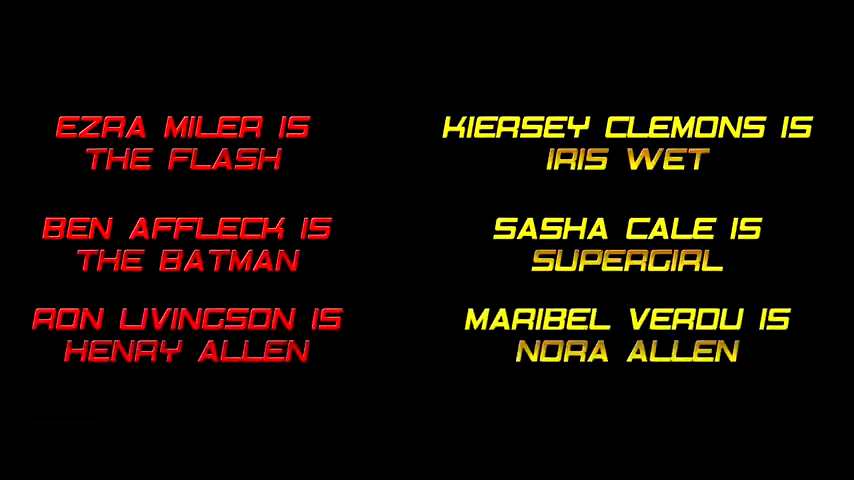 EZRA MILER IS
THE FLASH
KIERSEY CLEMONS IS
IRIS WET
BEN AFFLECK IS
THE BATMAN
SASHA CALE IS
SUPERGIRL
RON LIVINGSON IS
HENRY ALLEN
MARIBEL VERDU IS
NORA ALLEN